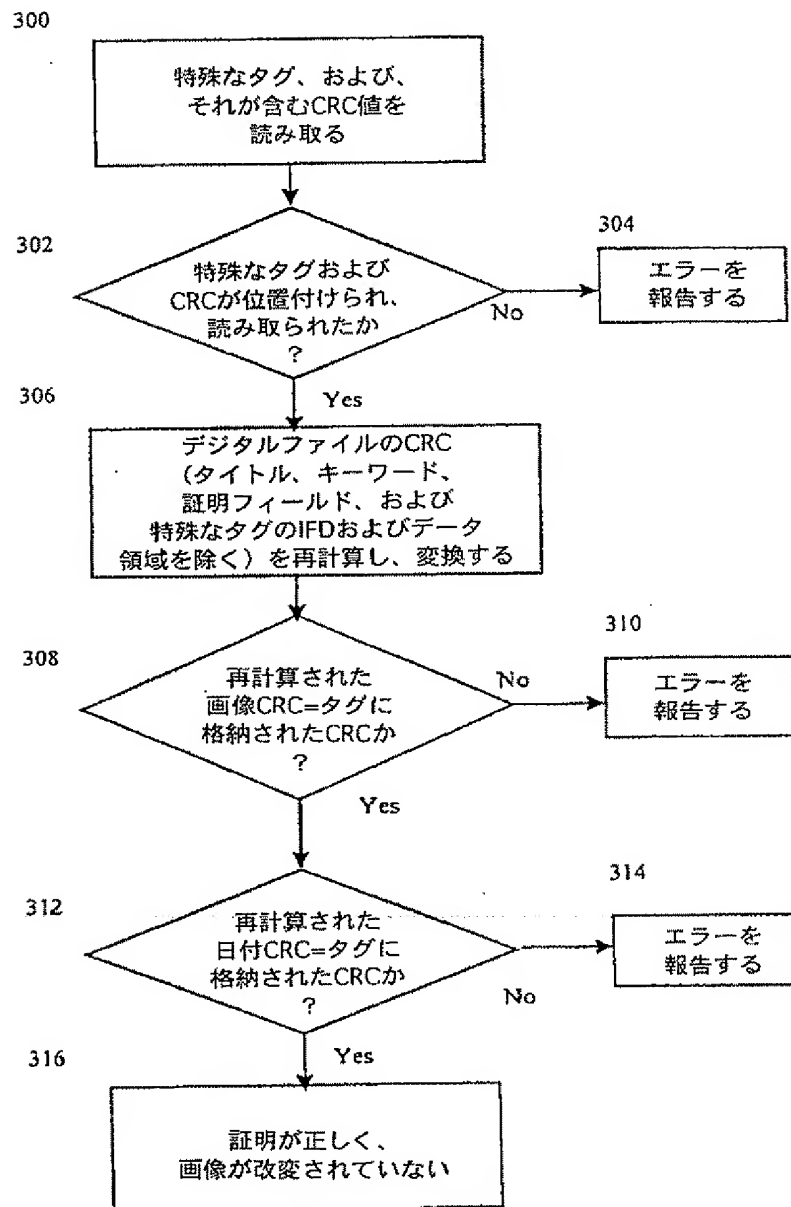 300
特殊なタグ、および、
それが含むCRC値を
読み取る
302
特殊なタグおよび
CRCが位置付けられ、
読み取られたか
?
No
304
エラーを
報告する
Yes
306
デジタルファイルのCRC
(タイトル、キーワード、
証明フィールド、および
特殊なタグのIFDおよびデータ
領域を除く)を再計算し、変換する
308
再計算された
画像CRC=タグに
格納されたCRCか
?
No
310
エラーを
報告する
Yes
312
再計算された
日付CRC=タグに
格納されたCRCか
?
No
314
エラーを
報告する
Yes
316
証明が正しく、
画像が改変されていない